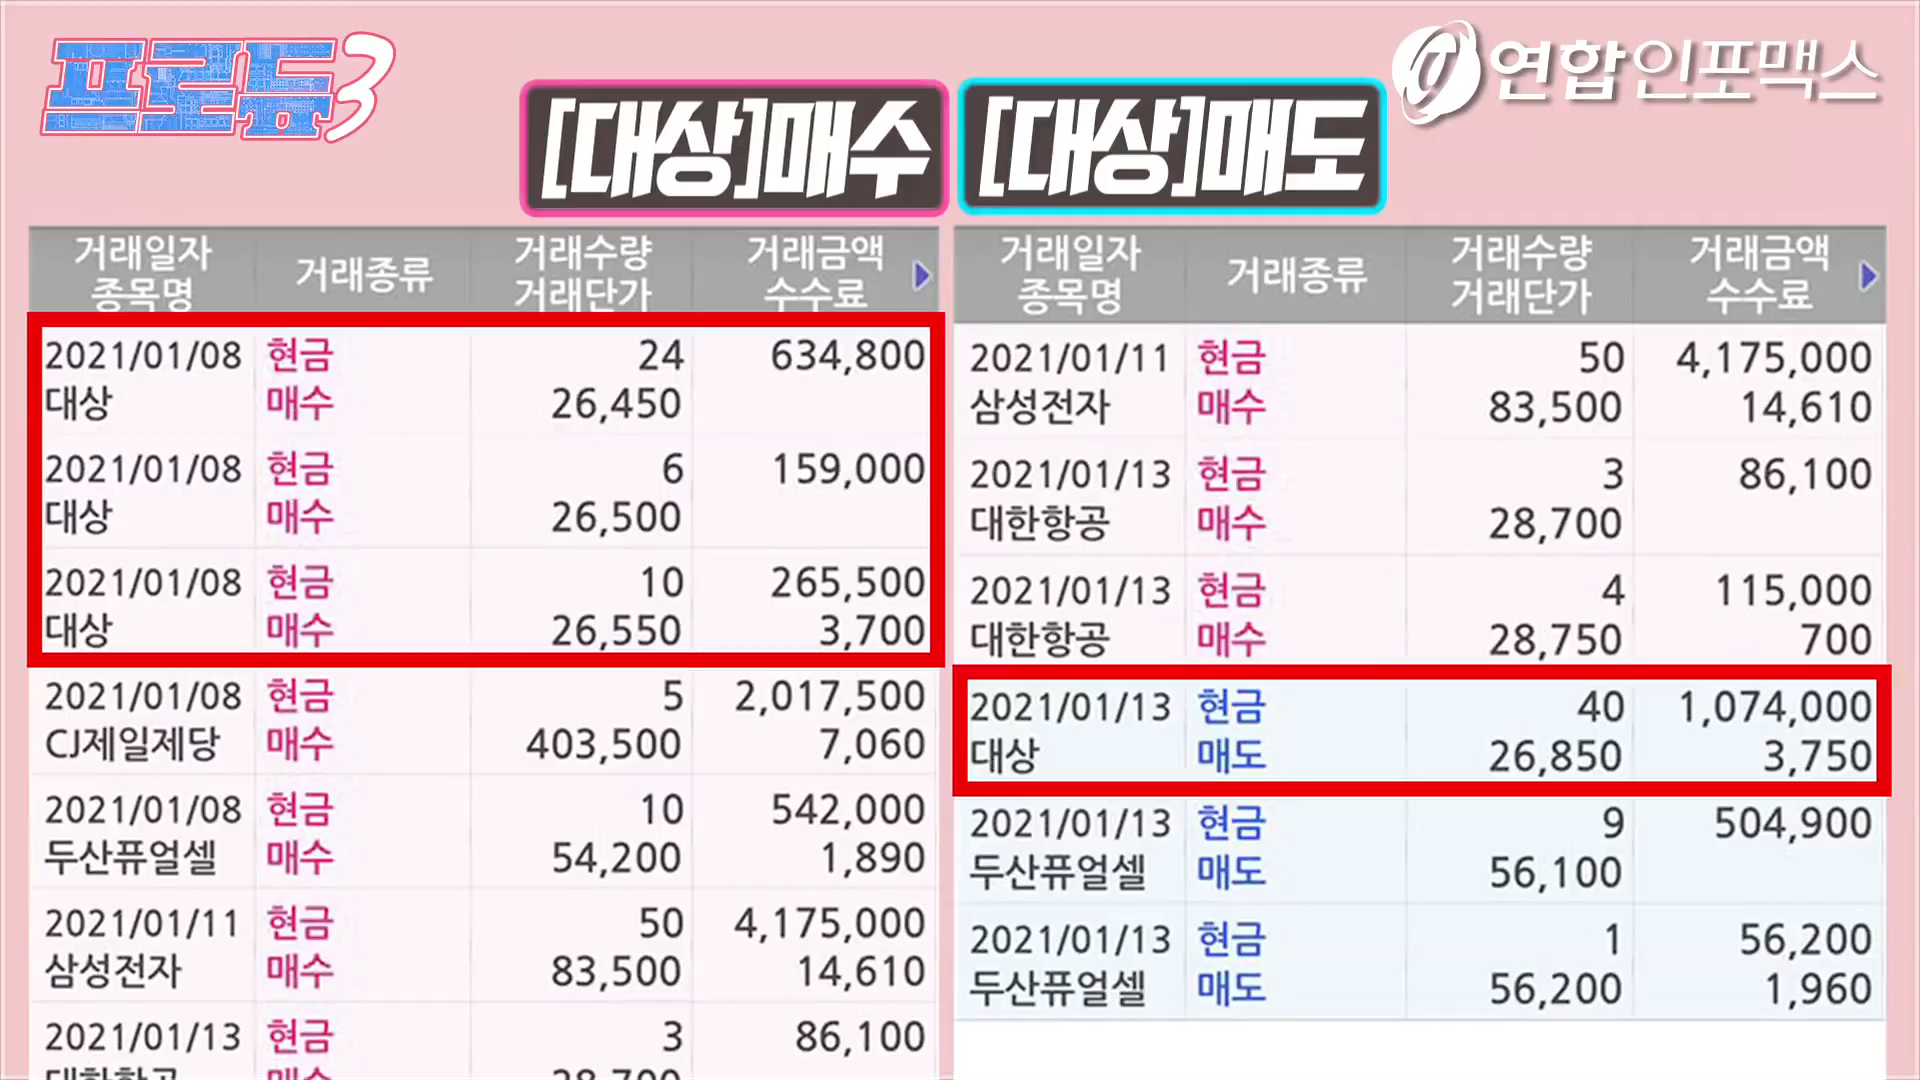 프로동3
연합인포맥스
[대상]매수
[대상]매도
거래일자 종목명 거래종류 거래수량 거래단가 거래금액 수수료
2021/01/08 현금 24 634,800
대상 매수 26,450
2021/01/08 현금 6 159,000
대상 매수 26,500
2021/01/08 현금 10 265,500
대상 매수 26,550 3,700
2021/01/08 현금 5 2,017,500
CJ제일제당 매수 403,500 7,060
2021/01/08 현금 10 542,000
두산퓨얼셀 매수 54,200 1,890
2021/01/11 현금 50 4,175,000
삼성전자 매수 83,500 14,610
2021/01/13 현금 3 86,100
대한항공 매수 28,700
거래일자 종목명 거래종류 거래수량 거래단가 거래금액 수수료
2021/01/11 현금 50 4,175,000
삼성전자 매수 83,500 14,610
2021/01/13 현금 3 86,100
대한항공 매수 28,700
2021/01/13 현금 4 115,000
대한항공 매수 28,750 700
2021/01/13 현금 40 1,074,000
대상 매도 26,850 3,750
2021/01/13 현금 9 504,900
두산퓨얼셀 매도 56,100
2021/01/13 현금 1 56,200
두산퓨얼셀 매도 56,200 1,960